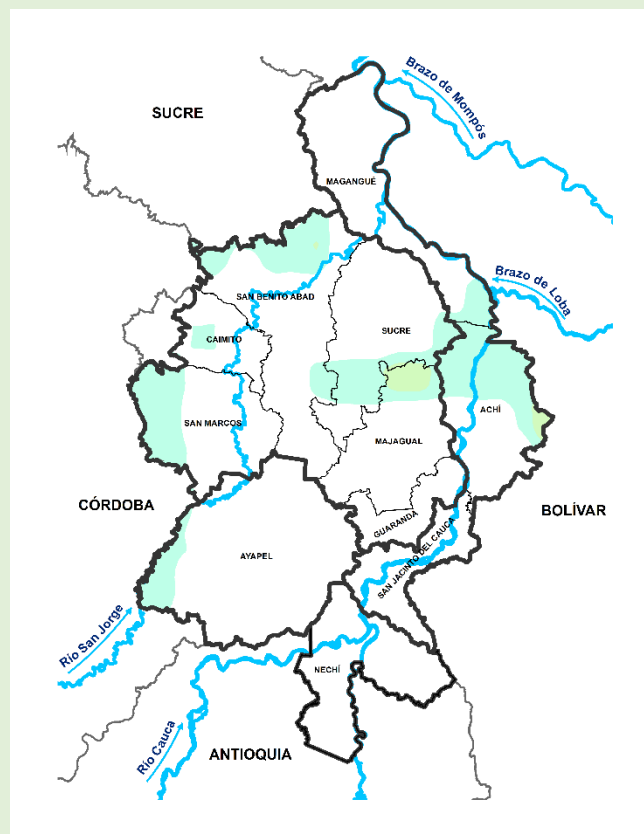 Brazo de Mompós
SUCRE
MAGANGUÉ
Brazo de Loba
SAN BENITO ABAD
SUCRE
CAIMITO
ACHÍ
SAN MARCOS
MAJAGUAL
CÓRDOBA
BOLÍVAR
GUARANDA
AYAPEL
SAN JACINTO DEL CAUCA
Río San Jorge
NECHÍ
Río Cauca
ANTIOQUIA